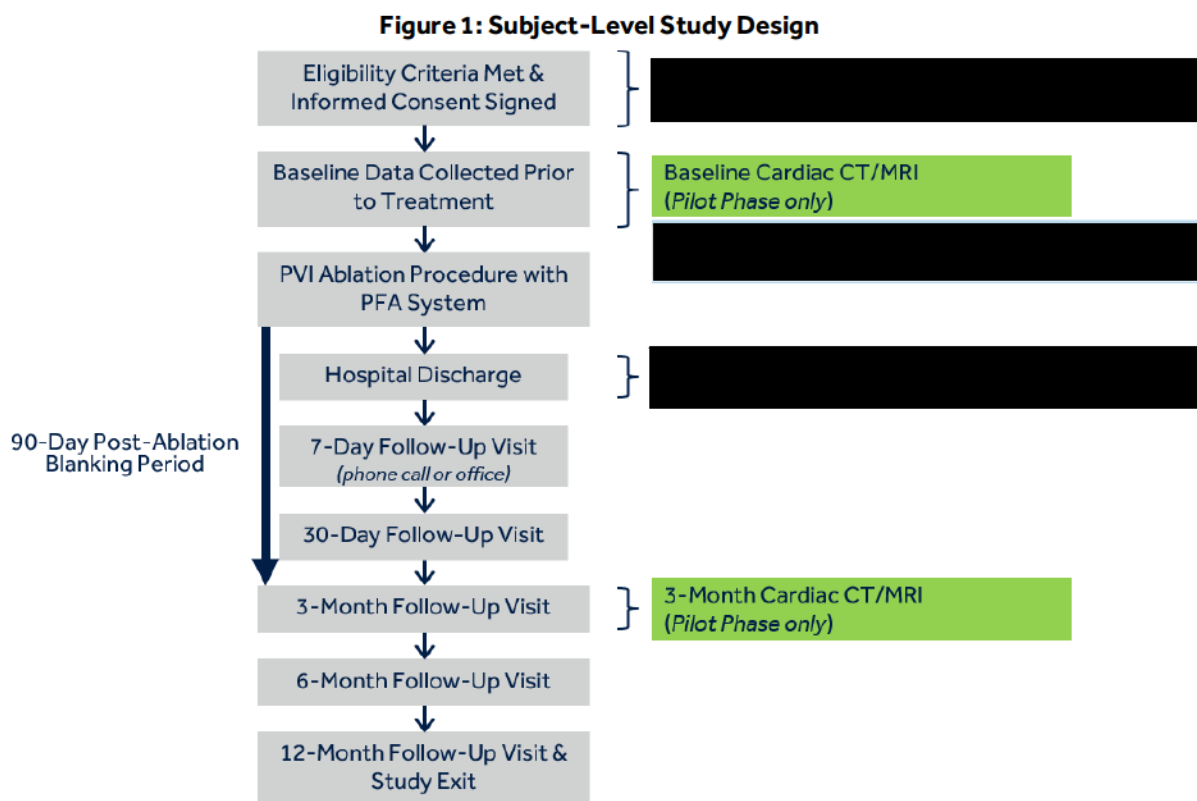 Figure 1: Subject-Level Study Design
Eligibility Criteria Met &
Informed Consent Signed
Baseline Data Collected Prior
to Treatment
Baseline Cardiac CT/MRI
(Pilot Phase only)
PVI Ablation Procedure with
PFA System
Hospital Discharge
90-Day Post-Ablation
Blanking Period
7-Day Follow-Up Visit
(phone call or office)
30-Day Follow-Up Visit
3-Month Follow-Up Visit
3-Month Cardiac CT/MRI
(Pilot Phase only)
6-Month Follow-Up Visit
12-Month Follow-Up Visit &
Study Exit